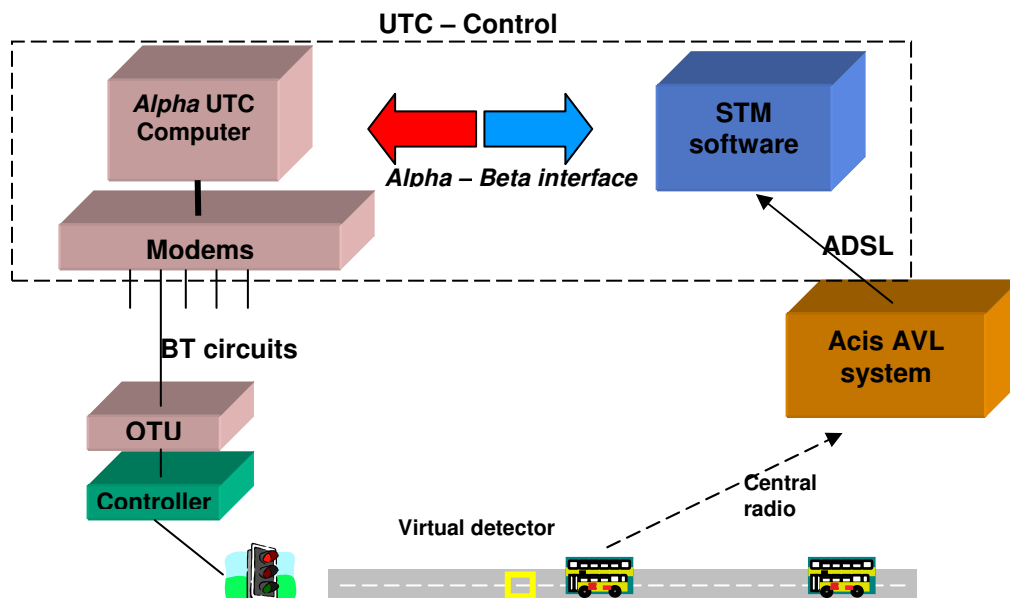 UTC – Control
Alpha UTC
Computer
STM
software
Alpha – Beta interface
Modems
ADSL
BT circuits
Acis AVL
system
OTU
Controller
Central
radio
Virtual detector